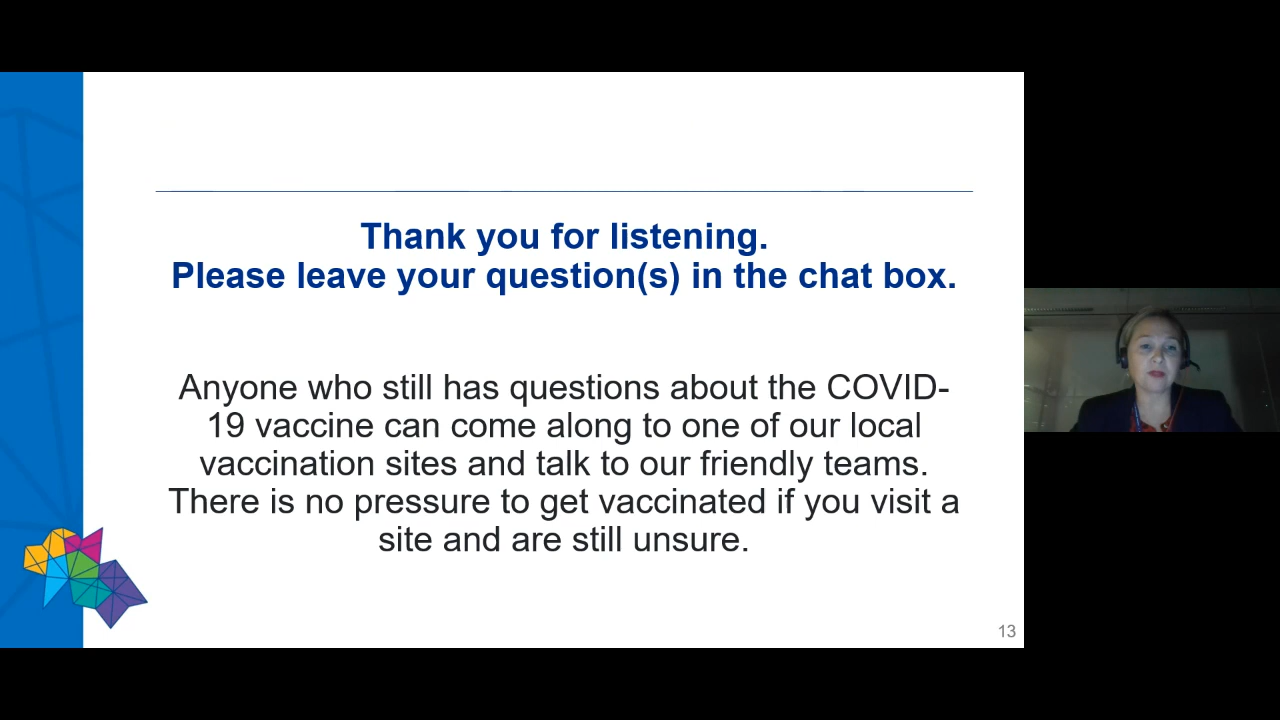 Thank you for listening.
Please leave your question(s) in the chat box.
Anyone who still has questions about the COVID-
19 vaccine can come along to one of our local
vaccination sites and talk to our friendly teams.
There is no pressure to get vaccinated if you visit a
site and are still unsure.
13